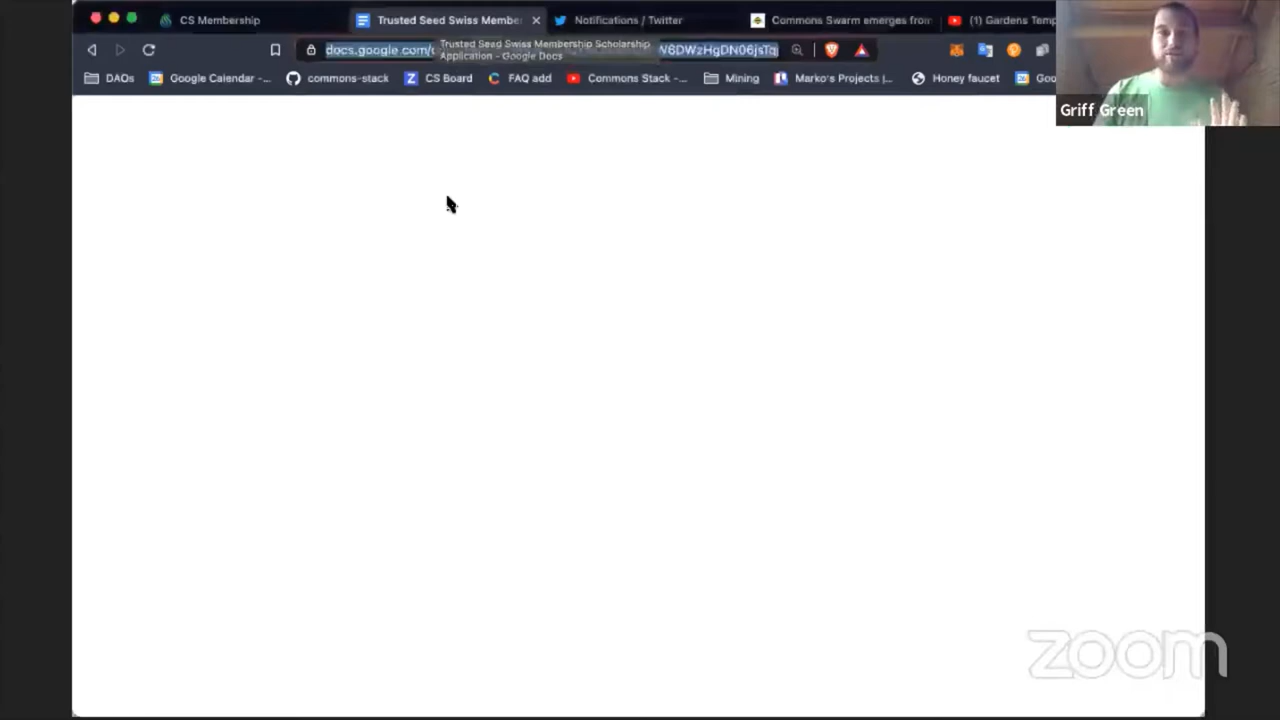 CS Membership
Trusted Seed Swiss Membe
Notifications / Twitter
Commons Swarm emerges from
(1) Gardens Temp
docs.google.com/
Trusted Seed Swiss Membership Scholarship
Application - Google Docs
DAOs
Google Calendar -...
commons-stack
CS Board
FAQ add
Commons Stack -...
Mining
Marko's Projects |...
Honey faucet
Goo
Griff Green
zoom